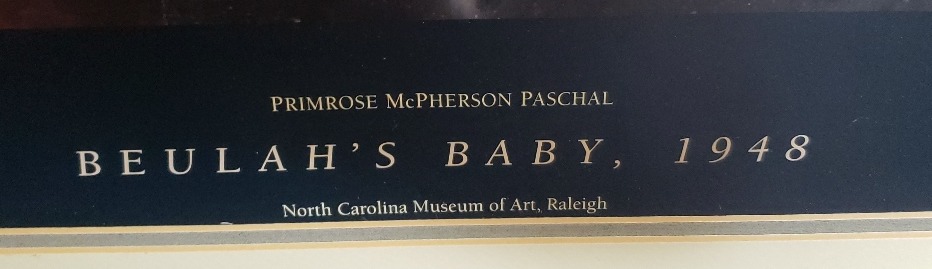 PRIMROSE MCPHERSON PASCHAL
BEULAH'S BABY, 1948
North Carolina Museum of Art, Raleigh